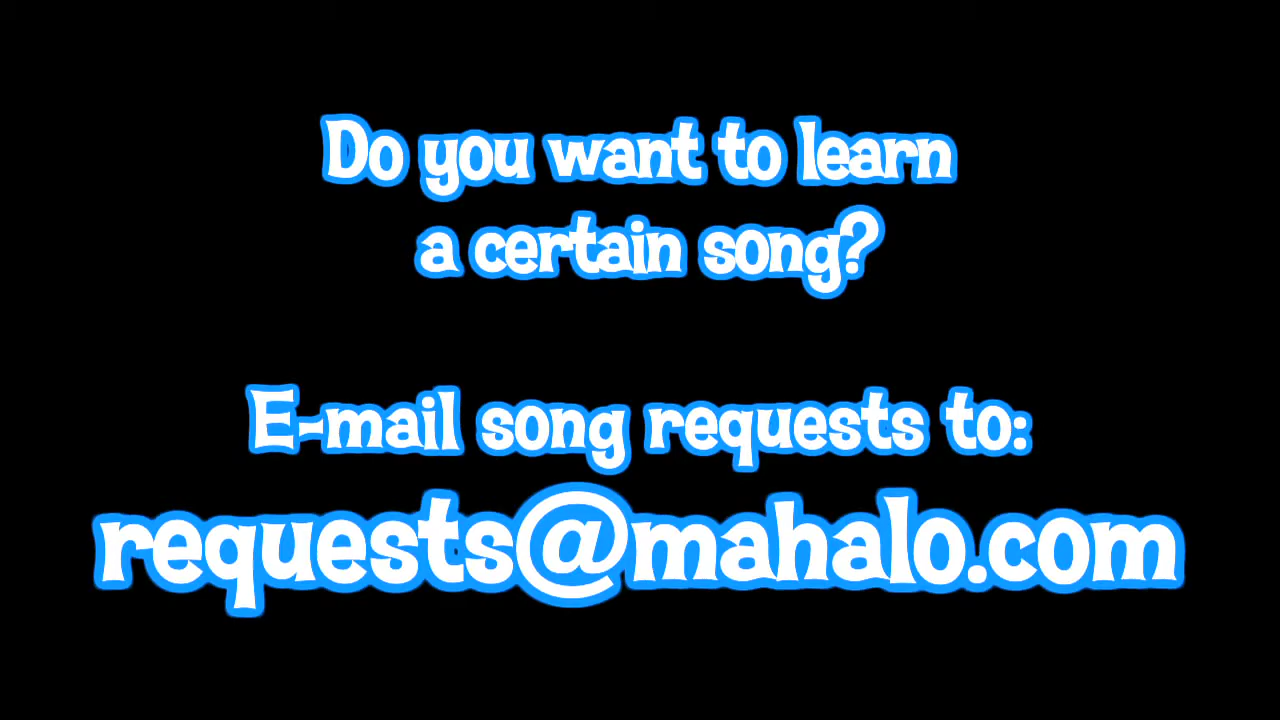 Do you want to learn
a certain song?
E-mail song requests to:
requests@mahalo.com